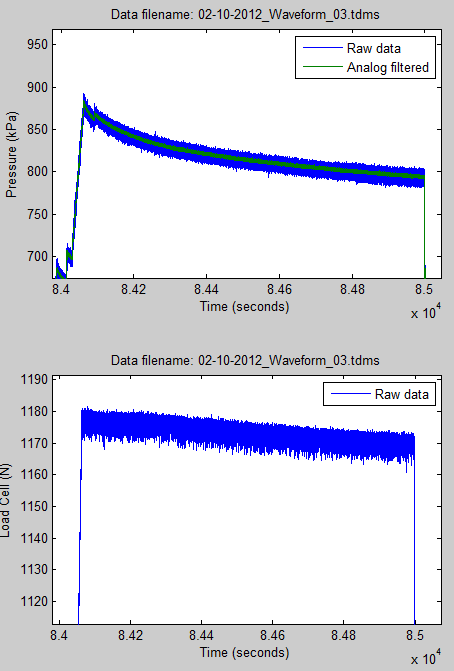 Data filename: 02-10-2012_Waveform_03.tdms
Raw data
Analog filtered
Pressure (kPa)
950
900
850
800
750
700
8.4 8.42 8.44 8.46 8.48 8.5
Time (seconds)
x 10^4
Data filename: 02-10-2012_Waveform_03.tdms
Raw data
Load Cell (N)
1190
1180
1170
1160
1150
1140
1130
1120
8.4 8.42 8.44 8.46 8.48 8.5
Time (seconds)
x 10^4